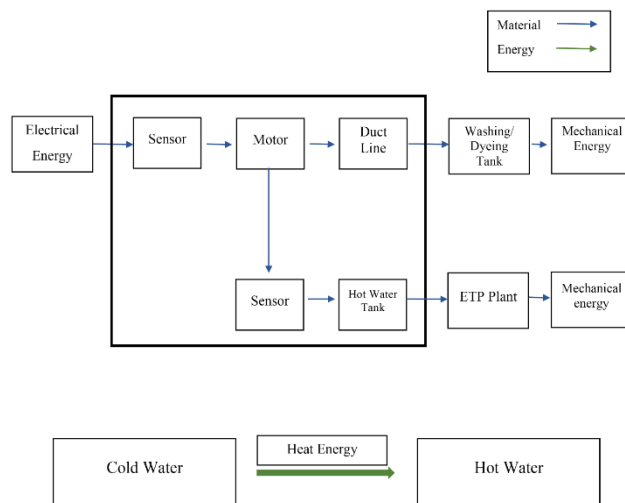 Material
Energy
Electrical
Energy
Sensor
Motor
Duct
Line
Washing/
Dyeing
Tank
Mechanical
Energy
Sensor
Hot Water
Tank
ETP Plant
Mechanical
energy
Cold Water
Heat Energy
Hot Water